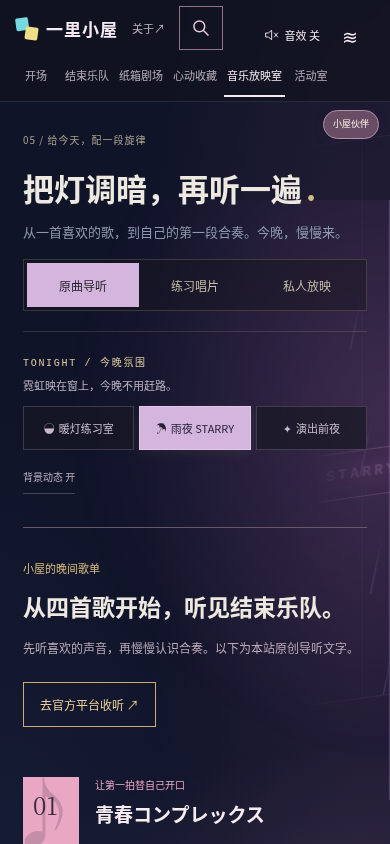 一里小屋
关于↗
音效 关
开场 结束乐队 纸箱剧场 心动收藏 音乐放映室 活动室
小屋伙伴
05 / 给今天，配一段旋律
把灯调暗，再听一遍.
从一首喜欢的歌，到自己的第一段合奏。今晚，慢慢来。
原曲导听 练习唱片 私人放映
TONIGHT / 今晚氛围
霓虹映在窗上，今晚不用赶路。
暖灯练习室 雨夜 STARRY 演出前夜
背景动态 开
STARRY
小屋的晚间歌单
从四首歌开始，听见结束乐队。
先听喜欢的声音，再慢慢认识合奏。以下为本站原创导听文字。
去官方平台收听 ↗
01
让第一拍替自己开口
青春コンプレックス